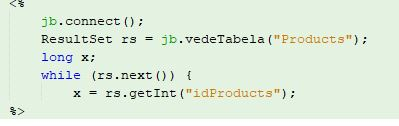 <%
jb.connect();
ResultSet rs = jb.vedeTabela("Products");
long x;
while (rs.next()) {
x = rs.getInt("idProducts");
%>